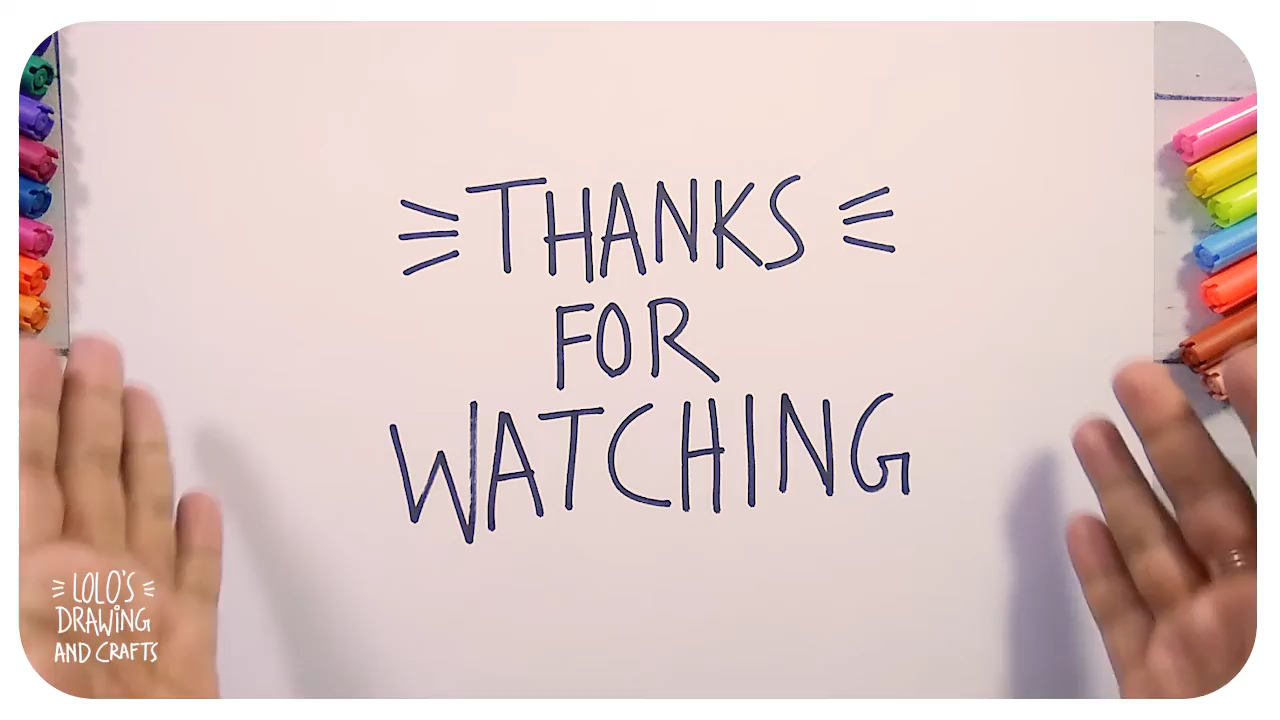 THANKS
FOR
WATCHING
LOLO'S
DRAWING
AND CRAFTS